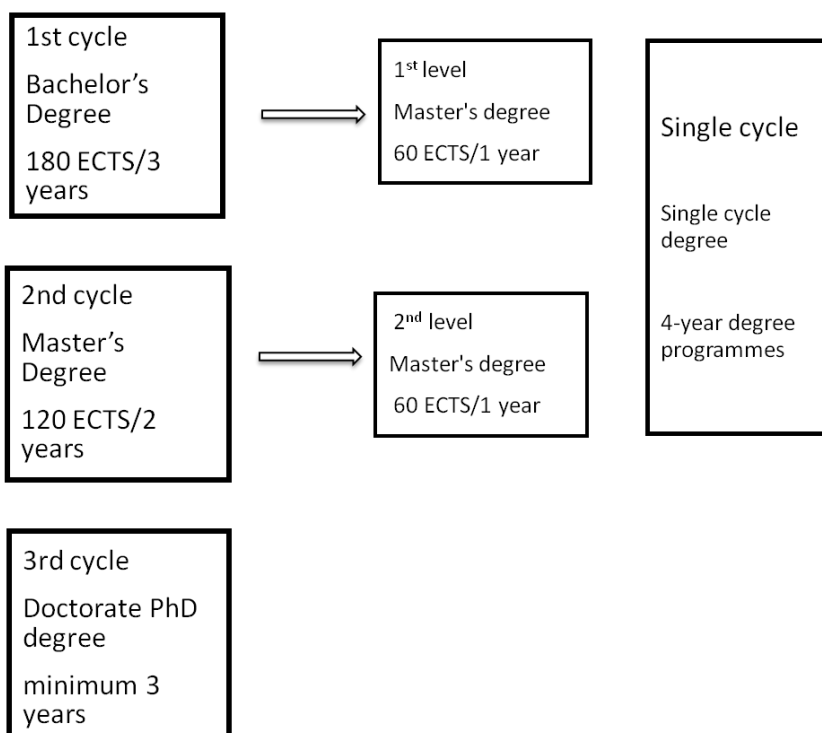 1st cycle
Bachelor’s
Degree
180 ECTS/3
years
1st level
Master's degree
60 ECTS/1 year
Single cycle
Single cycle
degree
4-year degree
programmes
2nd cycle
Master’s
Degree
120 ECTS/2
years
2nd level
Master's degree
60 ECTS/1 year
3rd cycle
Doctorate PhD
degree
minimum 3
years